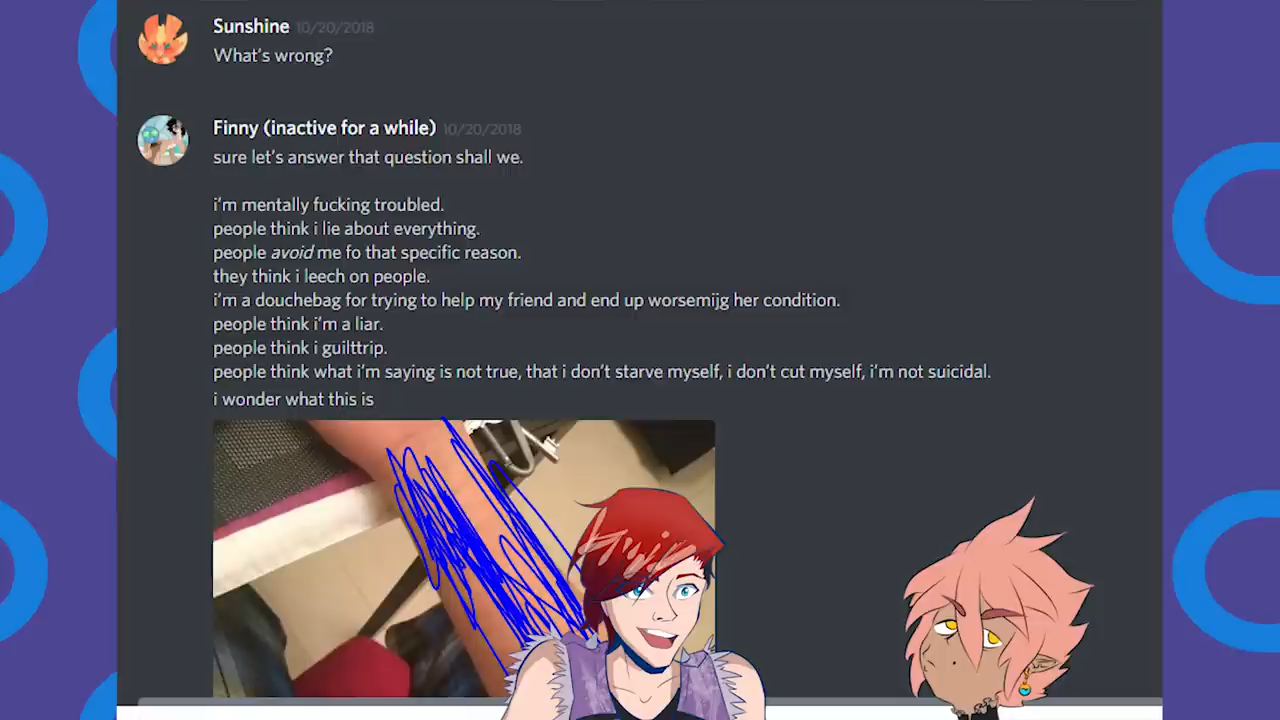 Sunshine 10/20/2018
What's wrong?
Finny (inactive for a while) 10/20/2018
sure let's answer that question shall we.
i'm mentally fucking troubled.
people think i lie about everything.
people avoid me fo that specific reason.
they think i leech on people.
i'm a douchebag for trying to help my friend and end up worsemijg her condition.
people think i'm a liar.
people think i guilttrip.
people think what i'm saying is not true, that i don't starve myself, i don't cut myself, i'm not suicidal.
i wonder what this is